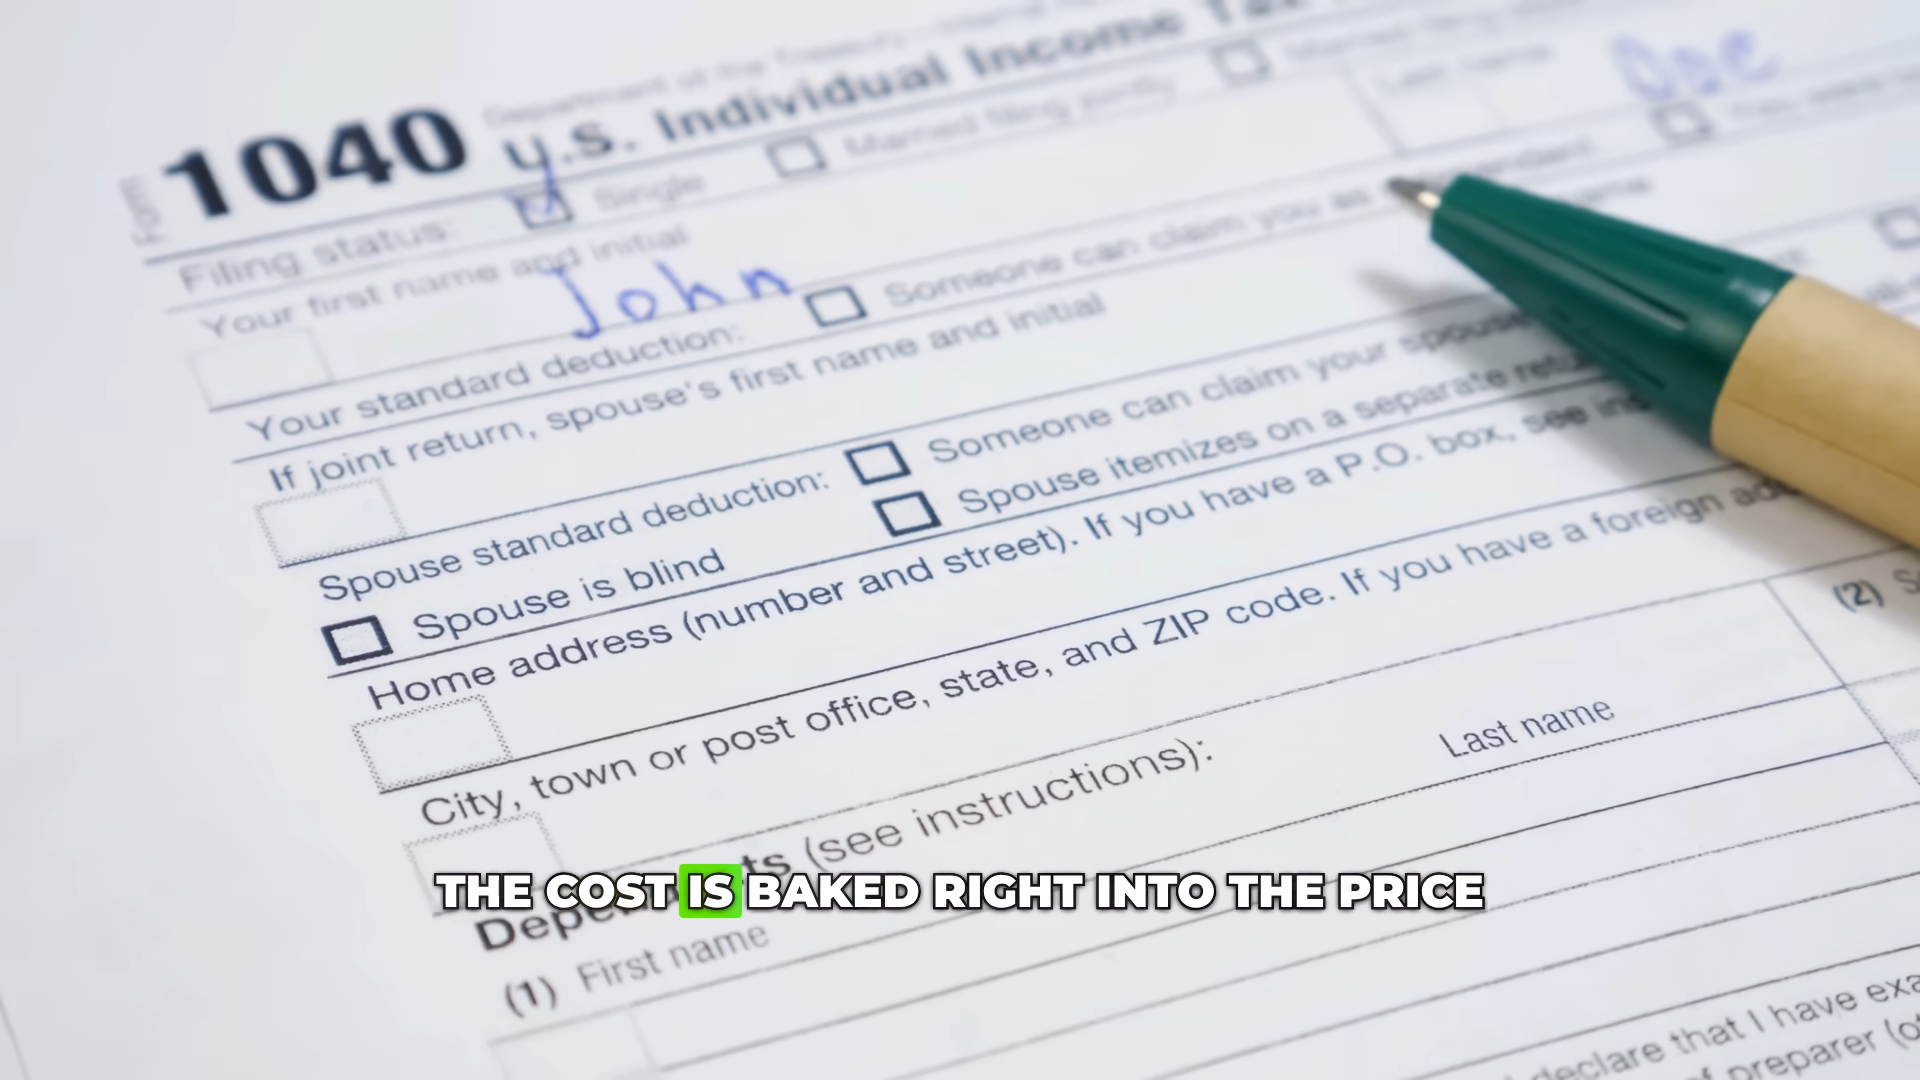 Form 1040 U.S. Individual Income Tax
Filing status: Single Married filing jointly
Your first name and initial Last name
John Doe
Your standard deduction: Someone can claim you as
If joint return, spouse's first name and initial
Spouse standard deduction: Someone can claim your spouse
Spouse is blind Spouse itemizes on a separate
Home address (number and street). If you have a P.O. box, see
City, town or post office, state, and ZIP code. If you have a foreign
(see instructions): (2)
(1) First name Last name
THE COST IS BAKED RIGHT INTO THE PRICE
declare that I have
preparer